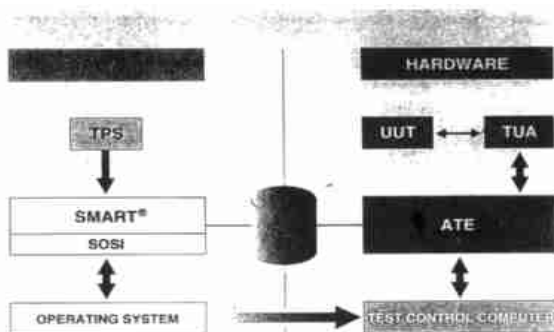 HARDWARE
TPS
UUT
TUA
SMART®
SOSI
ATE
OPERATING SYSTEM
TEST CONTROL COMPUTER